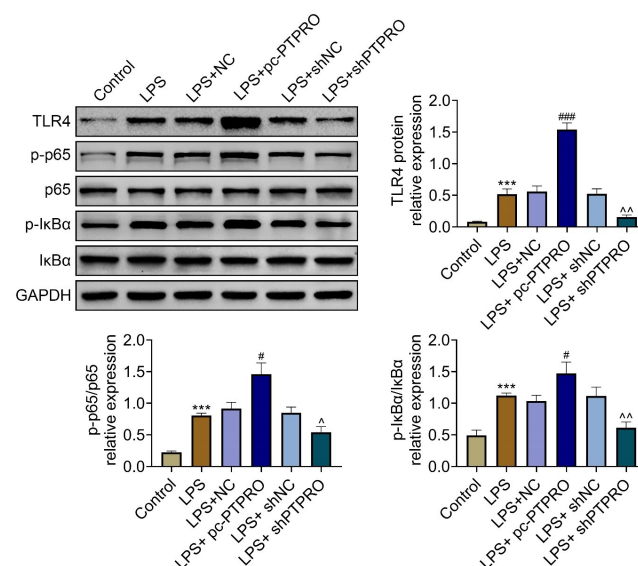 Control
LPS
LPS+NC
LPS+pc-PTPRO
LPS+shNC
LPS+shPTPRO
TLR4
p-p65
p65
p-IκBα
IκBα
GAPDH
TLR4 protein
relative expression
2.0
1.5
1.0
0.5
0.0
***
###
^^
Control
LPS
LPS+NC
LPS+ pc-PTPRO
LPS+ shNC
LPS+ shPTPRO
p-p65/p65
relative expression
2.0
1.5
1.0
0.5
0.0
***
#
^
Control
LPS
LPS+NC
LPS+ pc-PTPRO
LPS+ shNC
LPS+ shPTPRO
p-IκBα/IκBα
relative expression
2.0
1.5
1.0
0.5
0.0
***
#
^^
Control
LPS
LPS+NC
LPS+ pc-PTPRO
LPS+ shNC
LPS+ shPTPRO